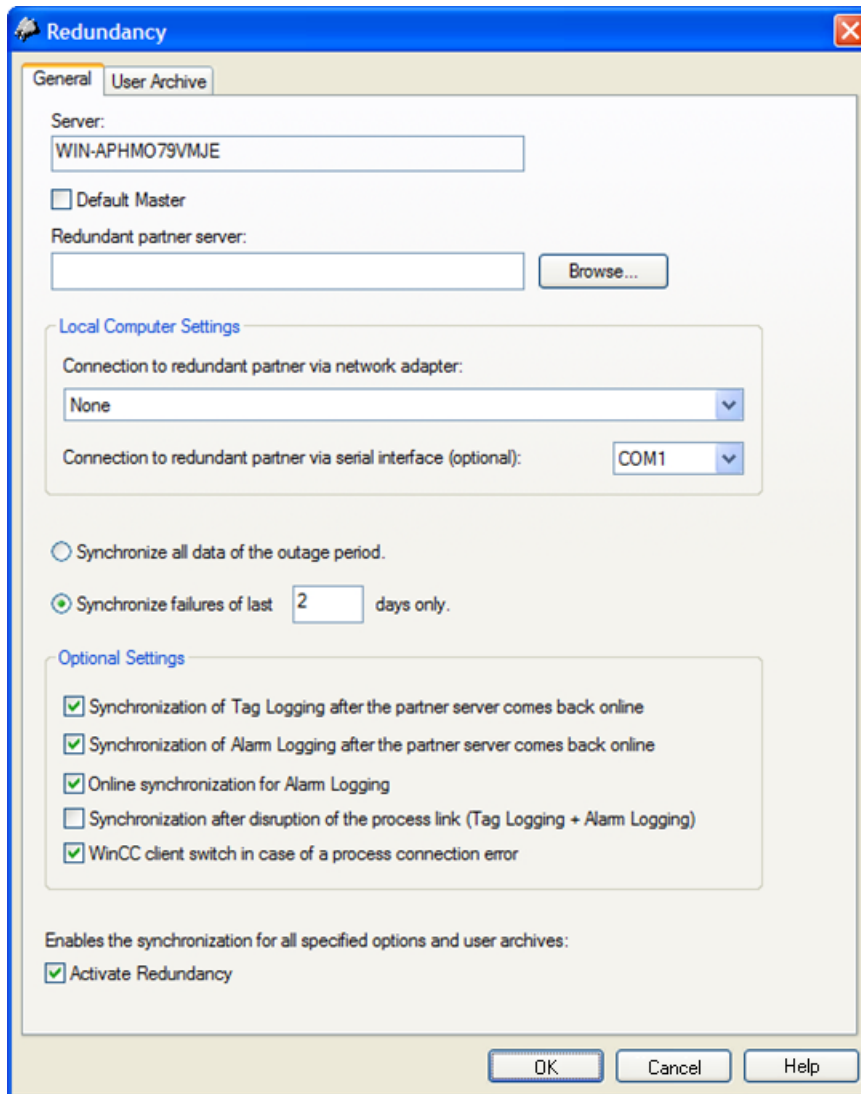 Redundancy
General User Archive
Server:
WIN-APHMO79VMJE
Default Master
Redundant partner server:
Browse...
Local Computer Settings
Connection to redundant partner via network adapter:
None
Connection to redundant partner via serial interface (optional): COM1
Synchronize all data of the outage period.
Synchronize failures of last 2 days only.
Optional Settings
Synchronization of Tag Logging after the partner server comes back online
Synchronization of Alarm Logging after the partner server comes back online
Online synchronization for Alarm Logging
Synchronization after disruption of the process link (Tag Logging + Alarm Logging)
WinCC client switch in case of a process connection error
Enables the synchronization for all specified options and user archives:
Activate Redundancy
OK Cancel Help